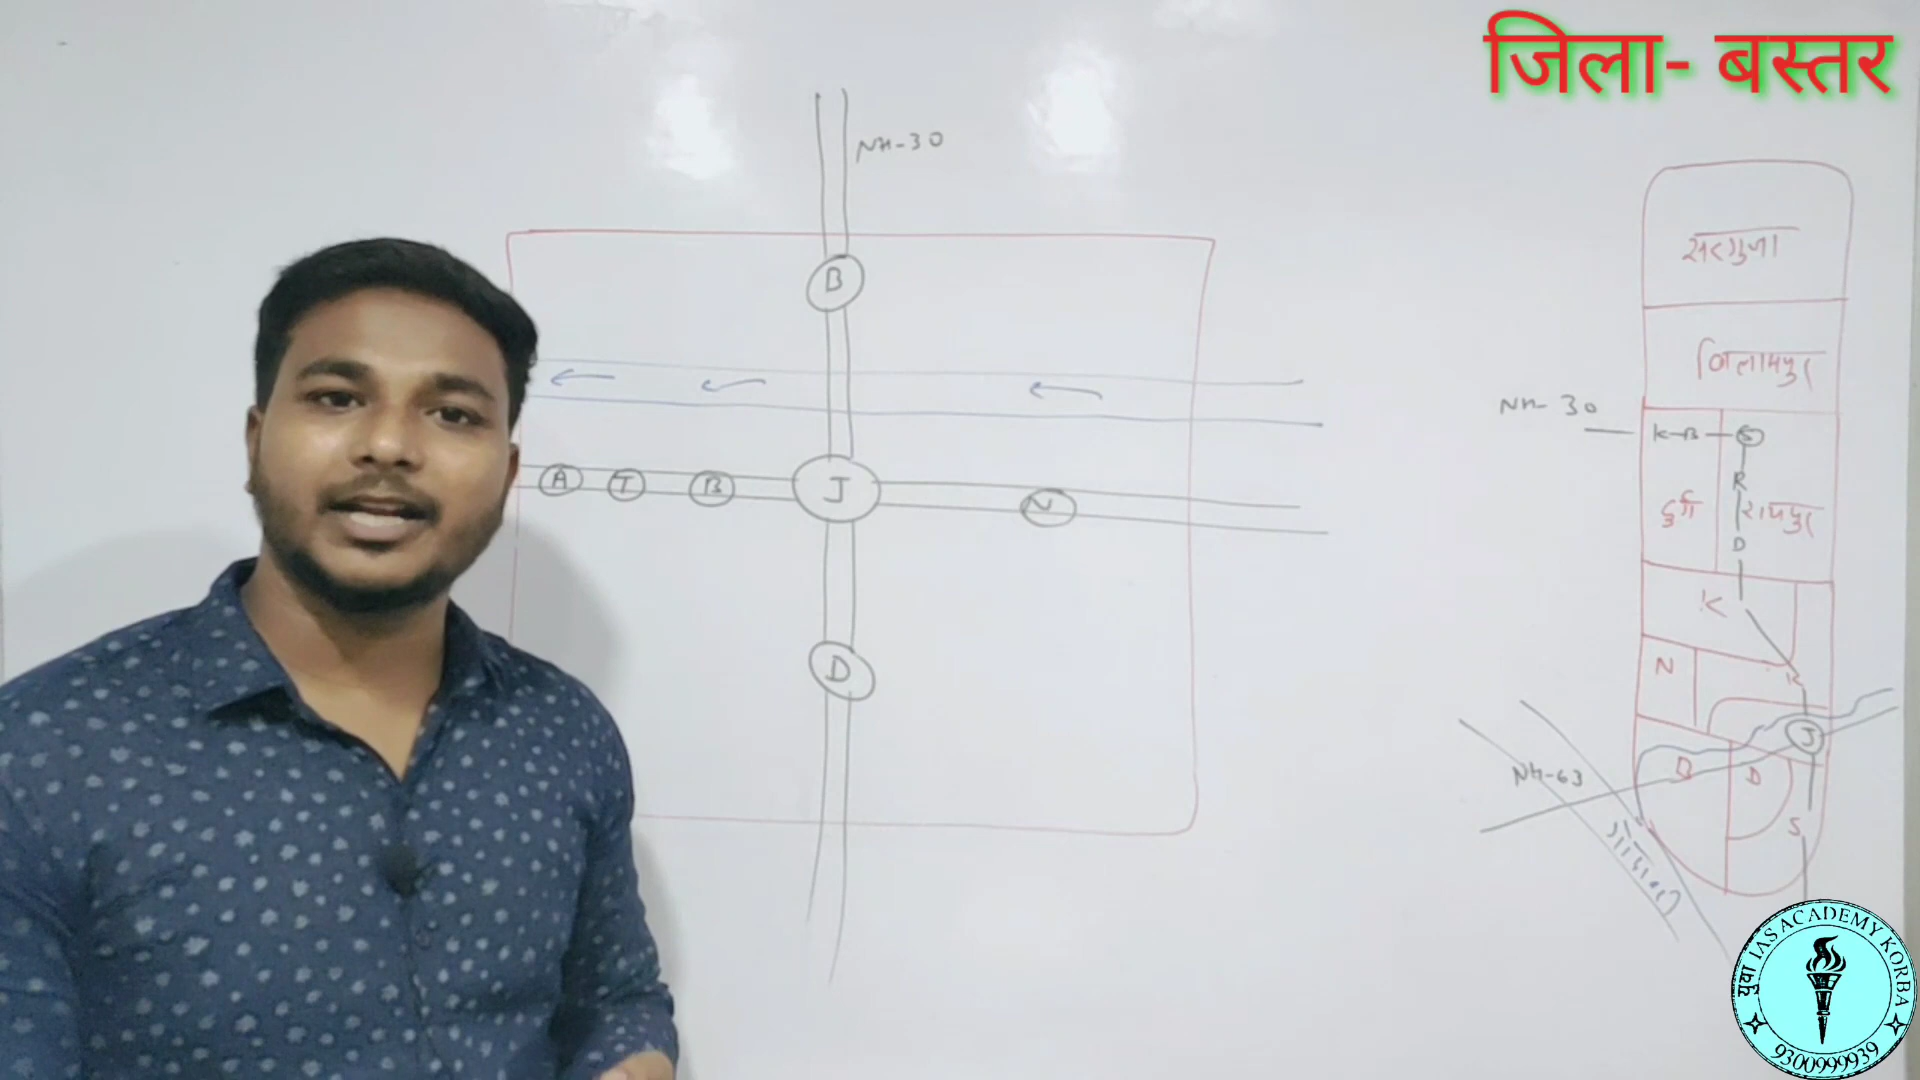 जिला- बस्तर
NH-30
B
A
T
B
J
N
D
सरगुजा
बिलासपुर
NH- 30
K-B-S
R
दुर्ग
रायपुर
D
K
N
K
J
NH-63
B
D
S
गोदावरी
युवा IAS ACADEMY KORBA
9300999939